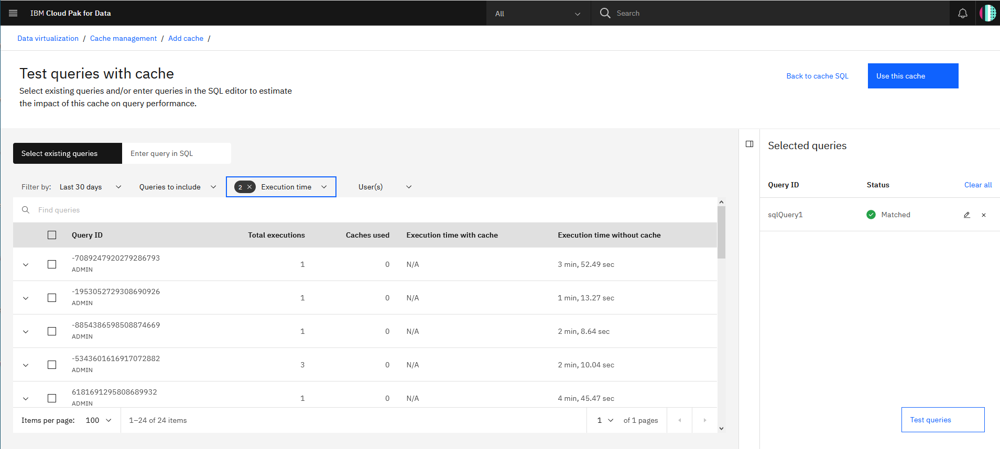 IBM Cloud Pak for Data
All
Search
Data virtualization / Cache management / Add cache /
Test queries with cache
Select existing queries and/or enter queries in the SQL editor to estimate
the impact of this cache on query performance.
Back to cache SQL
Use this cache
Select existing queries
Enter query in SQL
Filter by: Last 30 days
Queries to include
2 × Execution time
User(s)
Find queries
Query ID Total executions Caches used Execution time with cache Execution time without cache
-7089247920279286793
ADMIN
1 0 N/A 3 min, 52.49 sec
-1953052729308690926
ADMIN
1 0 N/A 1 min, 13.27 sec
-8854386598508874669
ADMIN
1 0 N/A 2 min, 8.64 sec
-5343601616917072882
ADMIN
3 0 N/A 2 min, 10.04 sec
6181691295808689932
ADMIN
1 0 N/A 4 min, 45.47 sec
Items per page: 100
1–24 of 24 items
1 of 1 pages
Selected queries
Query ID Status Clear all
sqlQuery1 Matched
Test queries